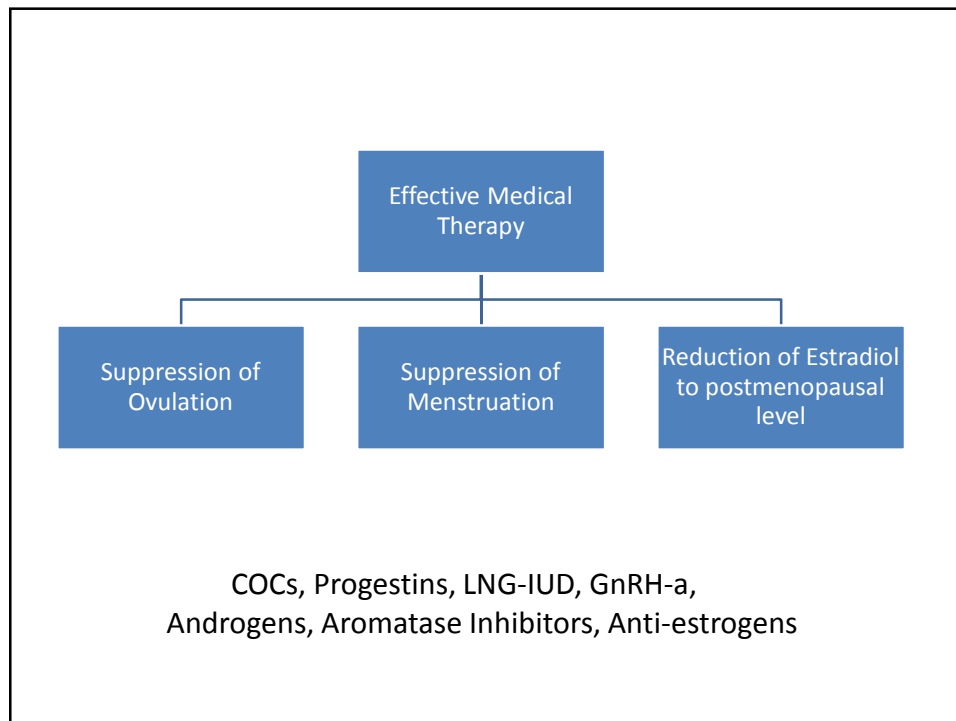 Effective Medical
Therapy
Suppression of
Ovulation
Suppression of
Menstruation
Reduction of Estradiol
to postmenopausal
level
COCs, Progestins, LNG-IUD, GnRH-a,
Androgens, Aromatase Inhibitors, Anti-estrogens